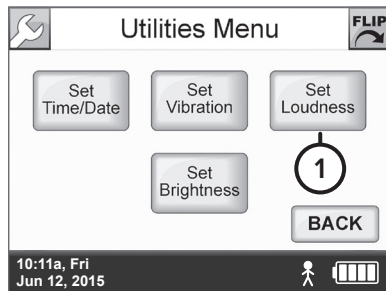 Utilities Menu
FLIP
Set
Time/Date
Set
Vibration
Set
Loudness
1
Set
Brightness
BACK
10:11a, Fri
Jun 12, 2015